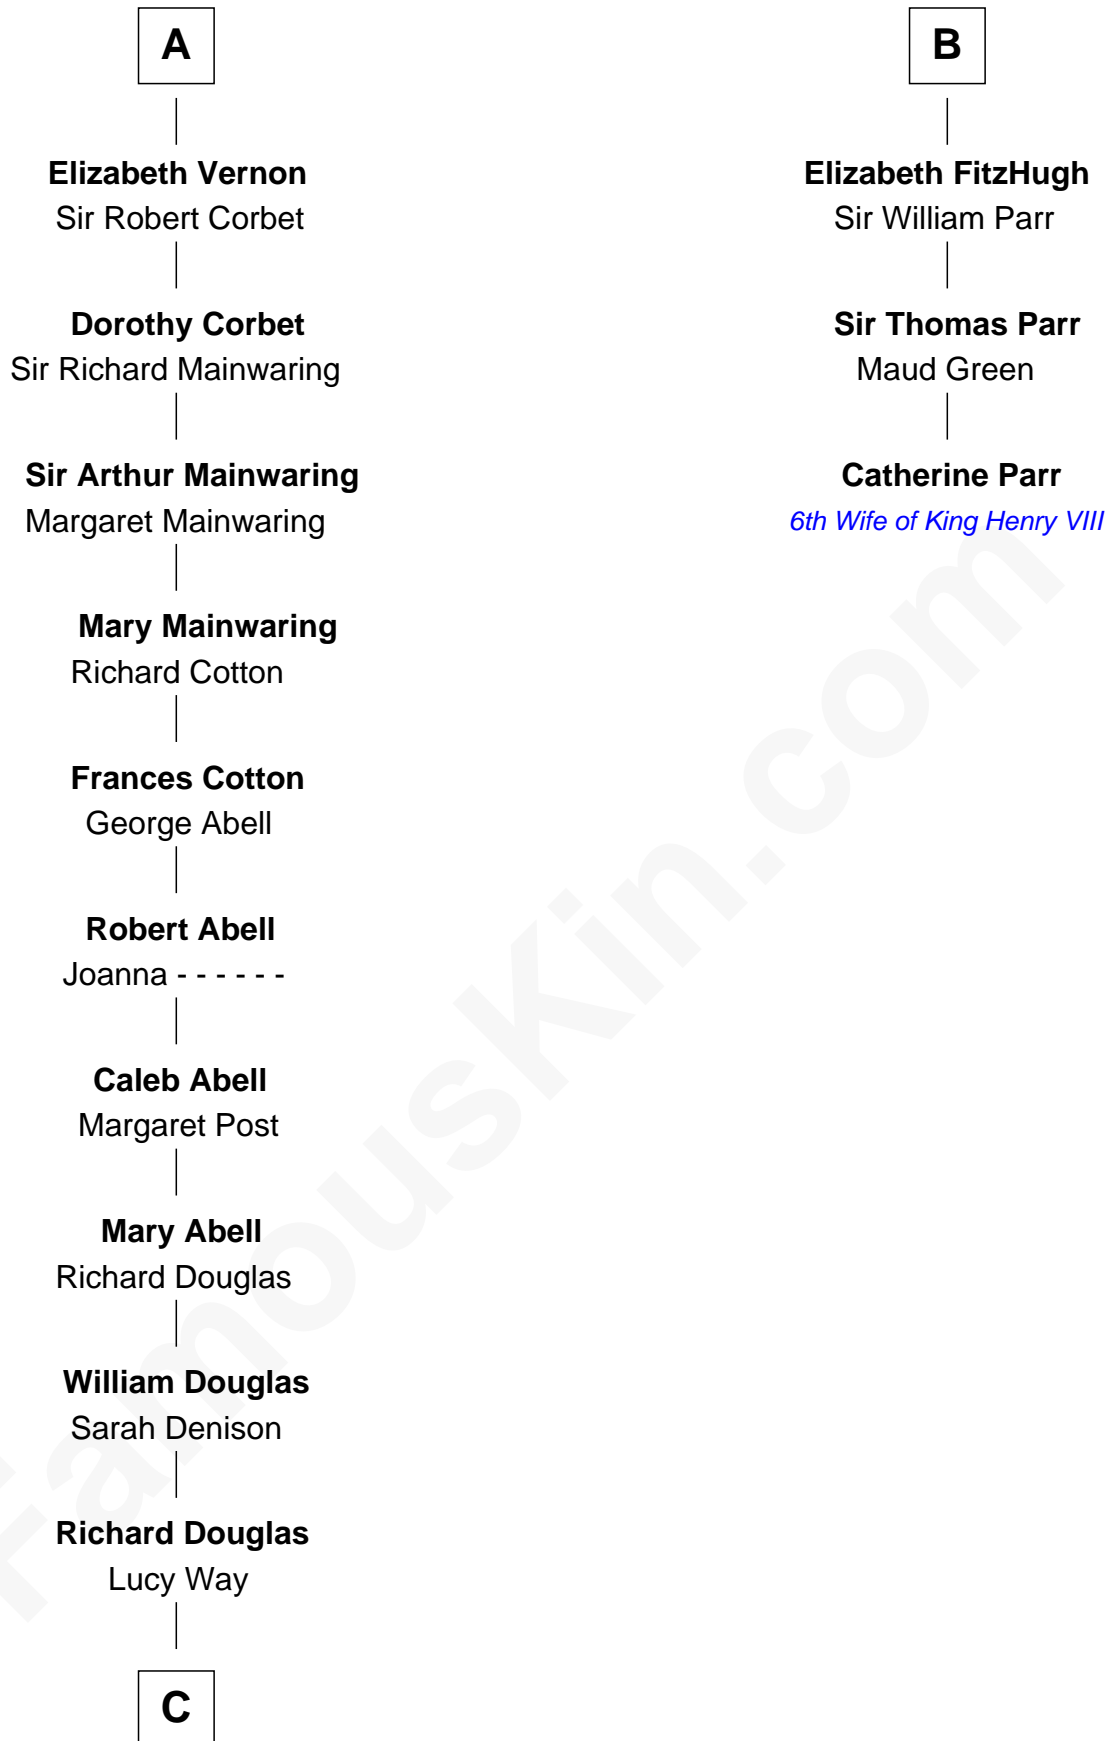 A
Elizabeth Vernon
Sir Robert Corbet
Dorothy Corbet
Sir Richard Mainwaring
Sir Arthur Mainwaring
Margaret Mainwaring
Mary Mainwaring
Richard Cotton
Frances Cotton
George Abell
Robert Abell
Joanna - - - - - -
Caleb Abell
Margaret Post
Mary Abell
Richard Douglas
William Douglas
Sarah Denison
Richard Douglas
Lucy Way
C
B
Elizabeth FitzHugh
Sir William Parr
Sir Thomas Parr
Maud Green
Catherine Parr
6th Wife of King Henry VIII
FamousKin.com